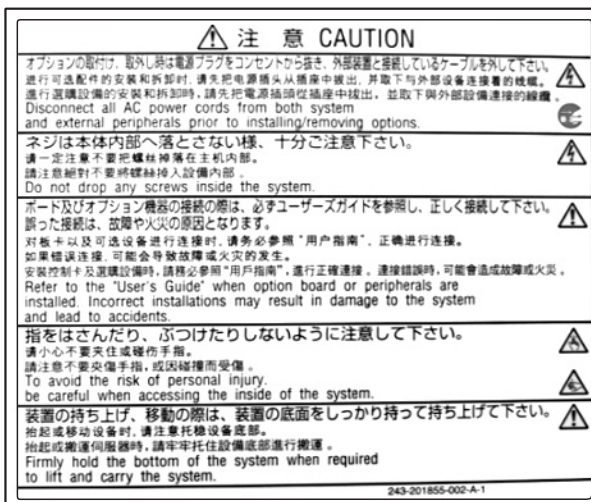 注 意 CAUTION
オプションの取付け、取外し時は電源プラグをコンセントから抜き、外部装置と接続しているケーブルを外して下さい。
进行可选配件的安装和拆卸时，请先把电源插头从插座中拔出，并取下与外部设备连接着的线缆。
進行選購設備的安裝和拆卸時，請先把電源插頭從插座中拔出，並取下與外部設備連接的線纜。
Disconnect all AC power cords from both system
and external peripherals prior to installing/removing options.
ネジは本体内部へ落とさない様、十分ご注意下さい。
请一定注意不要把螺丝掉落在主机内部。
請注意絕對不要將螺絲掉入設備內部。
Do not drop any screws inside the system.
ボード及びオプション機器の接続の際は、必ずユーザーズガイドを参照し、正しく接続して下さい。
誤った接続は、故障や火災の原因となります。
对板卡以及可选设备进行连接时，请务必参照"用户指南"，正确进行连接。
如果错误连接，可能会导致故障或火灾的发生。
安裝控制卡及選購設備時，請務必參照"用戶指南"，進行正確連接。連接錯誤時，可能會造成故障或火災。
Refer to the "User's Guide" when option board or peripherals are
installed. Incorrect installations may result in damage to the system
and lead to accidents.
指をはさんだり、ぶつけたりしないように注意して下さい。
请小心不要夹住或碰伤手指。
請注意不要夾傷手指，或因碰撞而受傷。
To avoid the risk of personal injury.
be careful when accessing the inside of the system.
装置の持ち上げ、移動の際は、装置の底面をしっかり持って持ち上げて下さい。
抬起或移动设备时，请注意托稳设备底部。
抬起或搬運伺服器時，請牢牢托住設備底部進行搬運。
Firmly hold the bottom of the system when required
to lift and carry the system.
243-201855-002-A-1